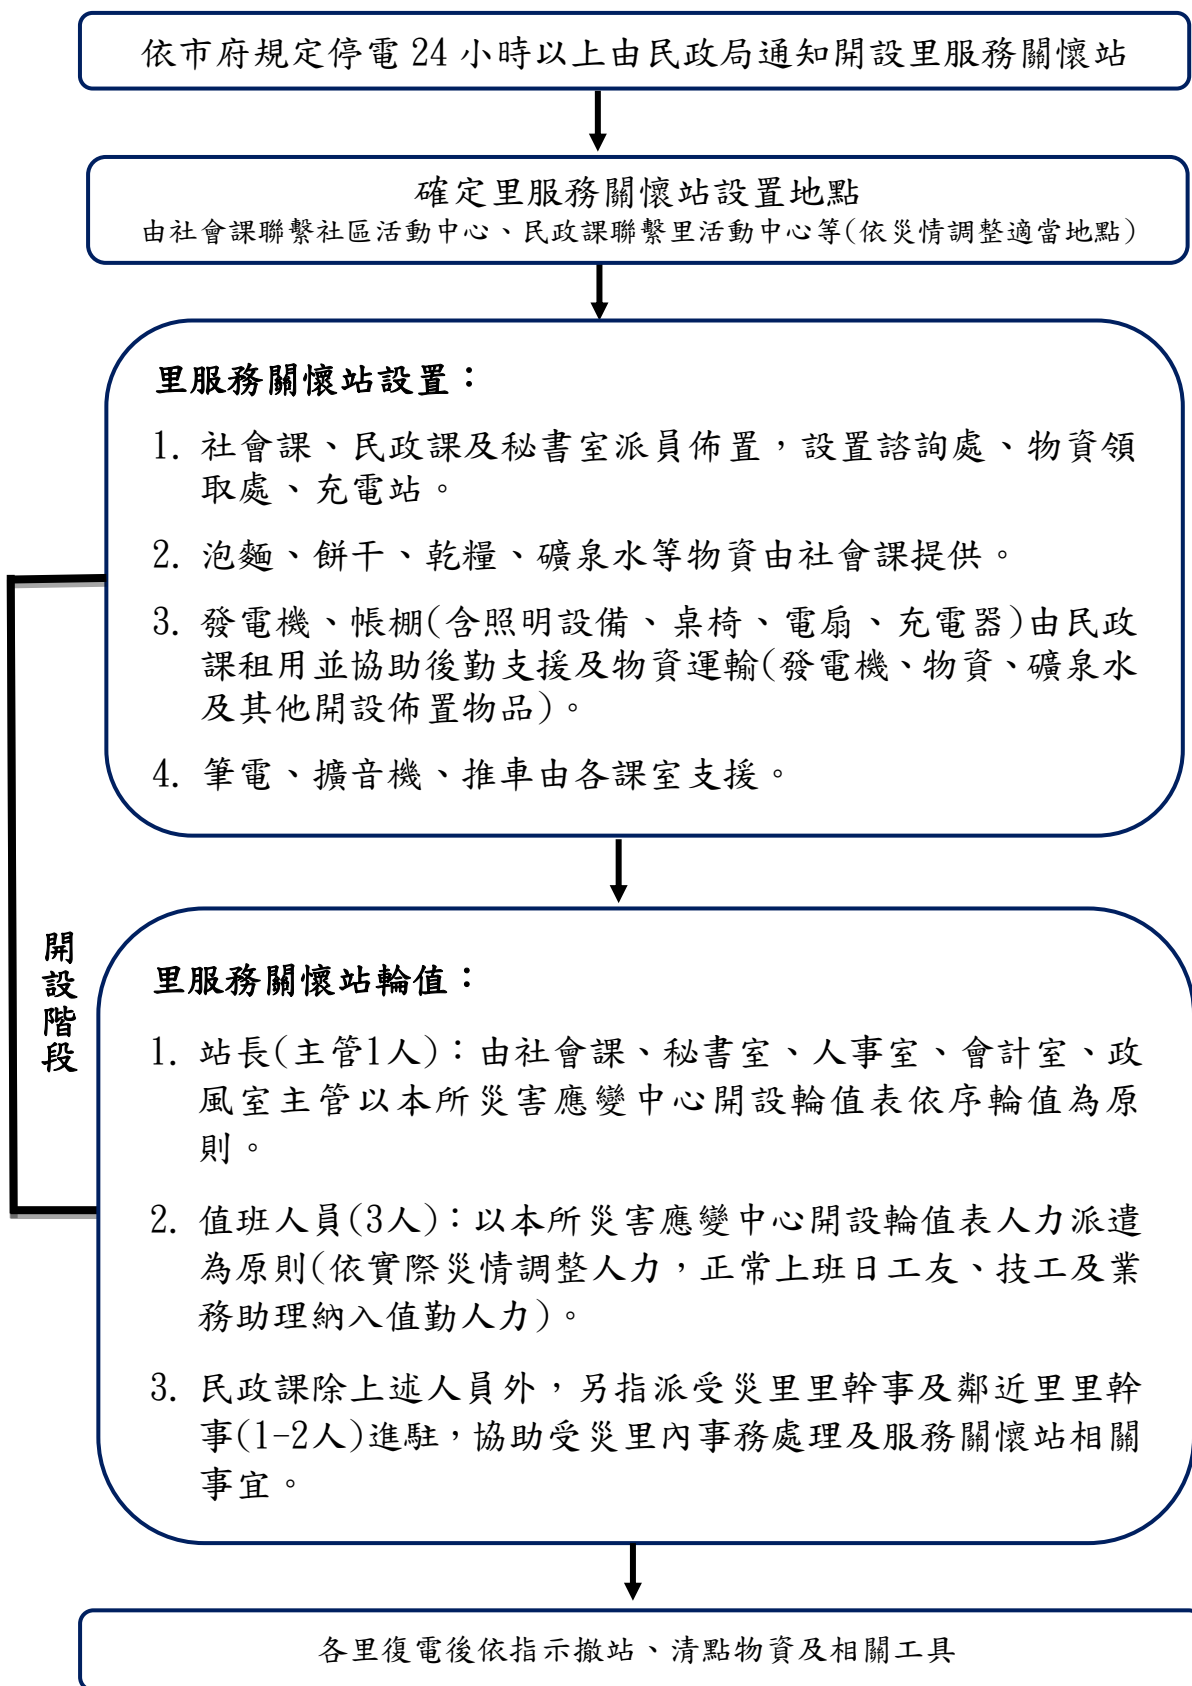 依市府規定停電 24 小時以上由民政局通知開設里服務關懷站
確定里服務關懷站設置地點
由社會課聯繫社區活動中心、民政課聯繫里活動中心等(依災情調整適當地點)
里服務關懷站設置：
1. 社會課、民政課及秘書室派員佈置，設置諮詢處、物資領
取處、充電站。
2. 泡麵、餅干、乾糧、礦泉水等物資由社會課提供。
3. 發電機、帳棚(含照明設備、桌椅、電扇、充電器)由民政
課租用並協助後勤支援及物資運輸(發電機、物資、礦泉水
及其他開設佈置物品)。
4. 筆電、擴音機、推車由各課室支援。
開設階段
里服務關懷站輪值：
1. 站長(主管1人)：由社會課、秘書室、人事室、會計室、政
風室主管以本所災害應變中心開設輪值表依序輪值為原
則。
2. 值班人員(3人)：以本所災害應變中心開設輪值表人力派遣
為原則(依實際災情調整人力，正常上班日工友、技工及業
務助理納入值勤人力)。
3. 民政課除上述人員外，另指派受災里里幹事及鄰近里里幹
事(1-2人)進駐，協助受災里內事務處理及服務關懷站相關
事宜。
各里復電後依指示撤站、清點物資及相關工具